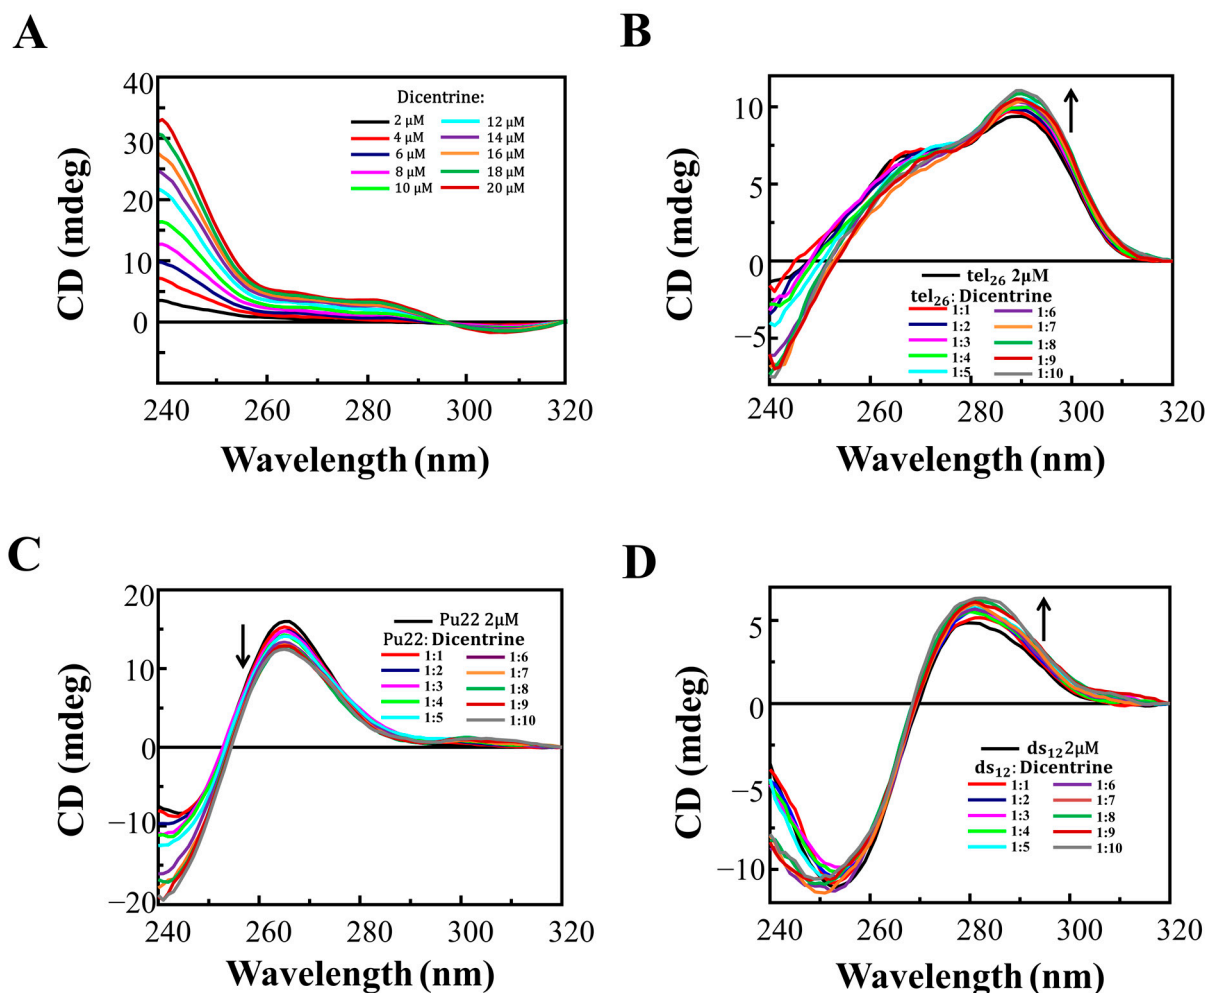 A
CD (mdeg)
40
30
20
10
0
240
260
280
300
320
Wavelength (nm)
Dicentrine:
2 μM
4 μM
6 μM
8 μM
10 μM
12 μM
14 μM
16 μM
18 μM
20 μM
B
CD (mdeg)
10
5
0
−5
240
260
280
300
320
Wavelength (nm)
tel26 2μM
tel26: Dicentrine
1:1
1:2
1:3
1:4
1:5
1:6
1:7
1:8
1:9
1:10
C
CD (mdeg)
20
10
0
−10
−20
240
260
280
300
320
Wavelength (nm)
Pu22 2μM
Pu22: Dicentrine
1:1
1:2
1:3
1:4
1:5
1:6
1:7
1:8
1:9
1:10
D
CD (mdeg)
5
0
−5
−10
240
260
280
300
320
Wavelength (nm)
ds12 2μM
ds12: Dicentrine
1:1
1:2
1:3
1:4
1:5
1:6
1:7
1:8
1:9
1:10